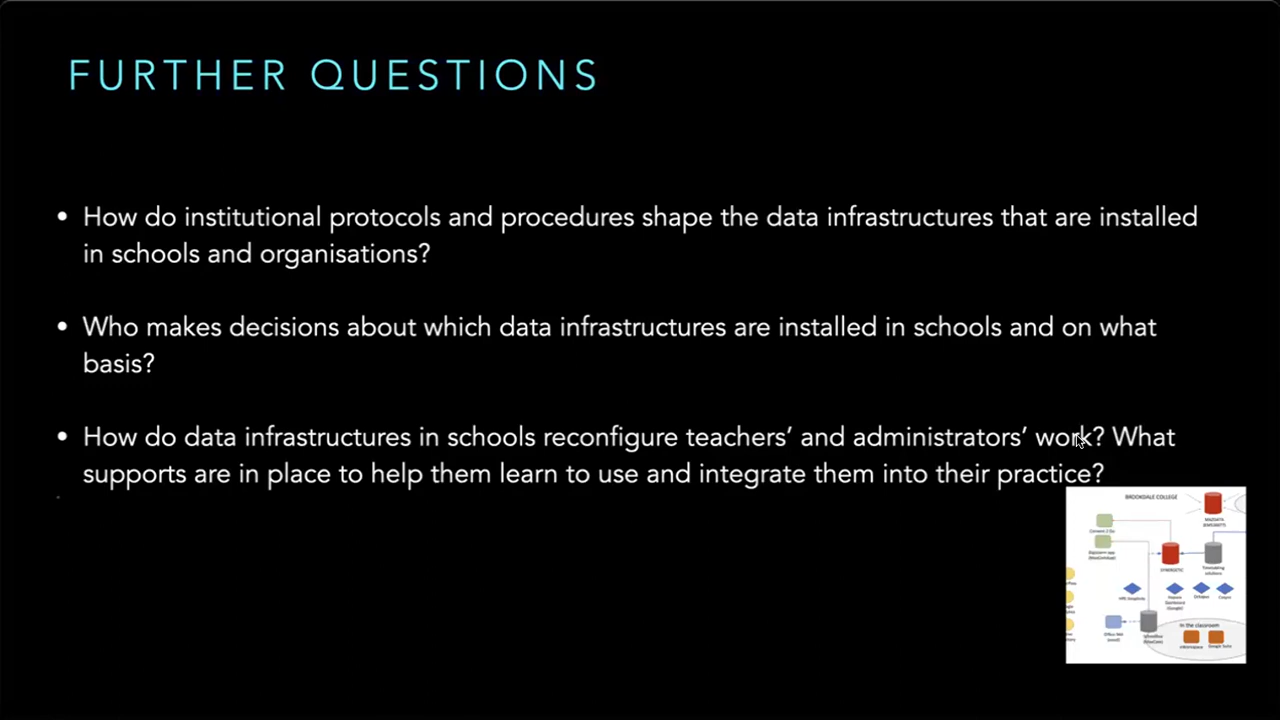 FURTHER QUESTIONS
• How do institutional protocols and procedures shape the data infrastructures that are installed
in schools and organisations?
• Who makes decisions about which data infrastructures are installed in schools and on what
basis?
• How do data infrastructures in schools reconfigure teachers’ and administrators’ work? What
supports are in place to help them learn to use and integrate them into their practice?
BROOKDALE COLLEGE
In the classroom